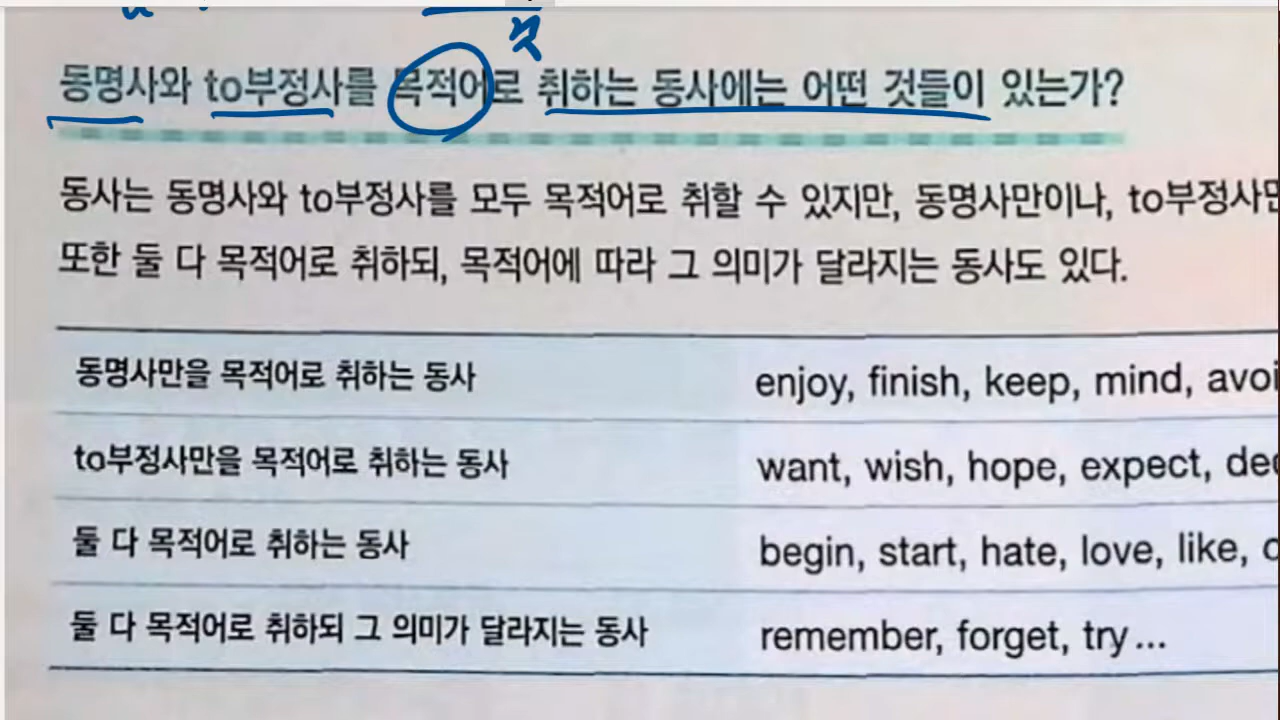 동명사와 to부정사를 목적어로 취하는 동사에는 어떤 것들이 있는가?
동사는 동명사와 to부정사를 모두 목적어로 취할 수 있지만, 동명사만이나, to부정사만
또한 둘 다 목적어로 취하되, 목적어에 따라 그 의미가 달라지는 동사도 있다.
동명사만을 목적어로 취하는 동사 enjoy, finish, keep, mind,
to부정사만을 목적어로 취하는 동사 want, wish, hope, expect,
둘 다 목적어로 취하는 동사 begin, start, hate, love, like,
둘 다 목적어로 취하되 그 의미가 달라지는 동사 remember, forget, try...